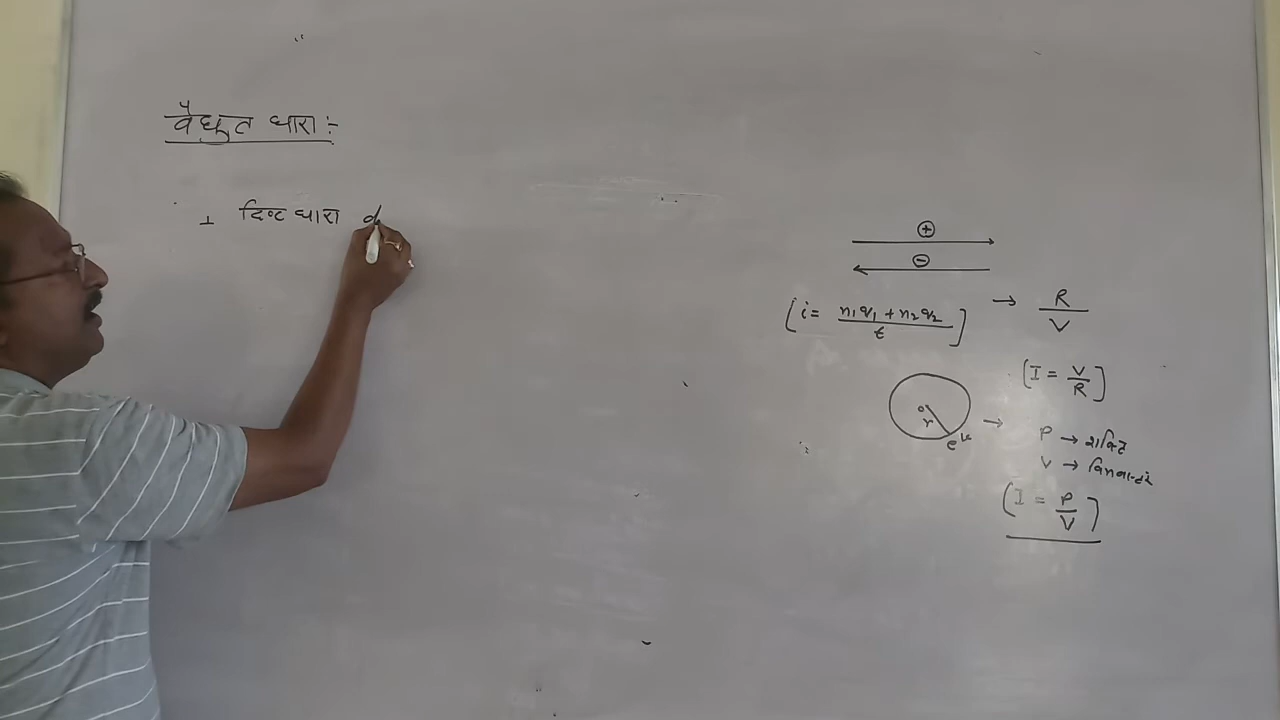 वैद्युत धारा :-
1 दिष्ट धारा d
⊕
⊖
[i = n₁q₁ + n₂q₂ / t] → R / V
[I = V / R]
o r e →
P → शक्ति
V → विभवान्तर
[I = P / V]